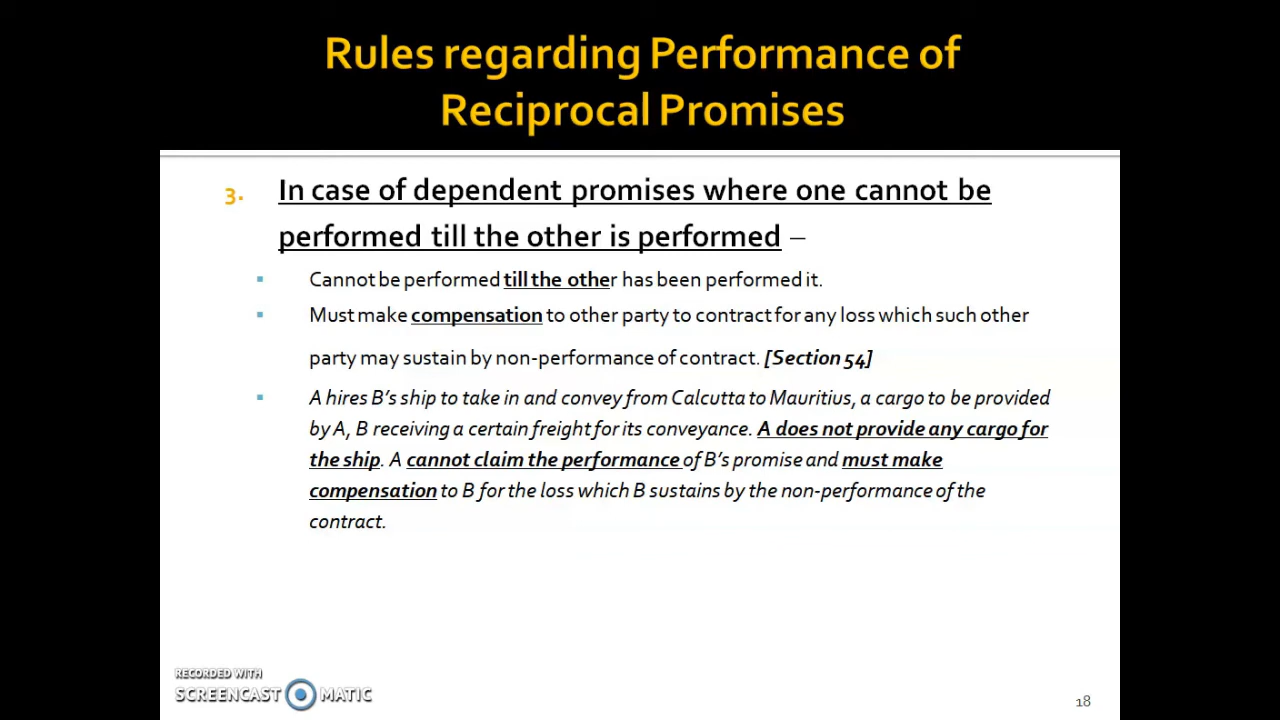 Rules regarding Performance of
Reciprocal Promises
3. In case of dependent promises where one cannot be
performed till the other is performed –
▪ Cannot be performed till the other has been performed it.
▪ Must make compensation to other party to contract for any loss which such other
party may sustain by non-performance of contract. [Section 54]
▪ A hires B’s ship to take in and convey from Calcutta to Mauritius, a cargo to be provided
by A, B receiving a certain freight for its conveyance. A does not provide any cargo for
the ship. A cannot claim the performance of B’s promise and must make
compensation to B for the loss which B sustains by the non-performance of the
contract.
RECORDED WITH
SCREENCAST MATIC
18